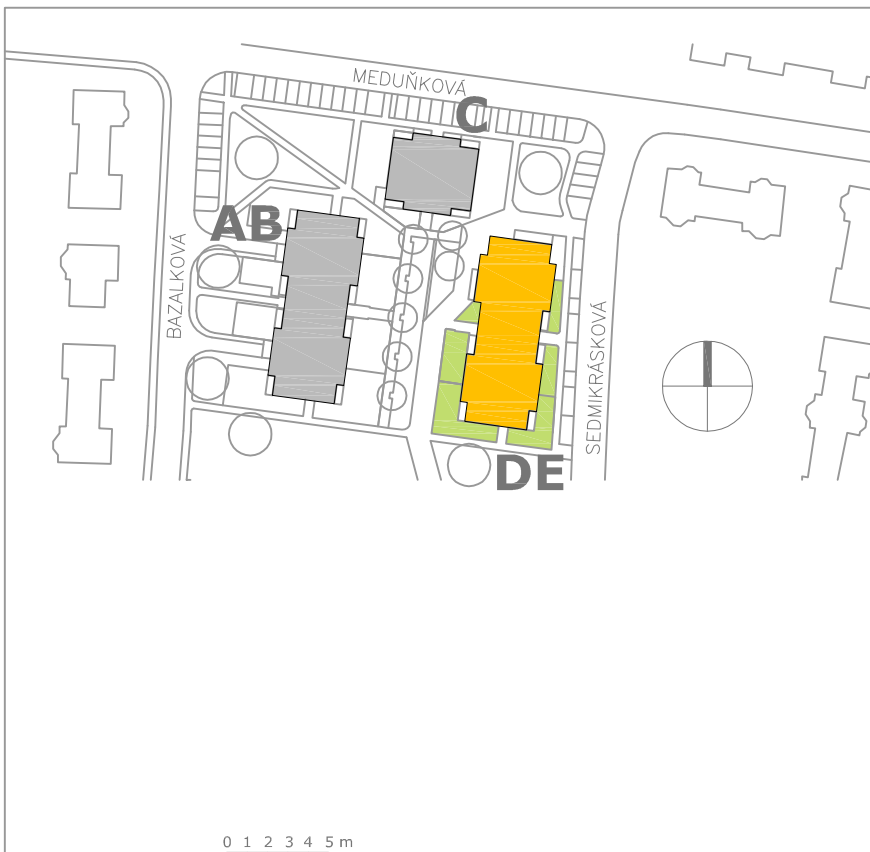 MEDUŇKOVÁ
C
AB
BAZALKOVÁ
SEDMIKRÁSKOVÁ
DE
0 1 2 3 4 5 m